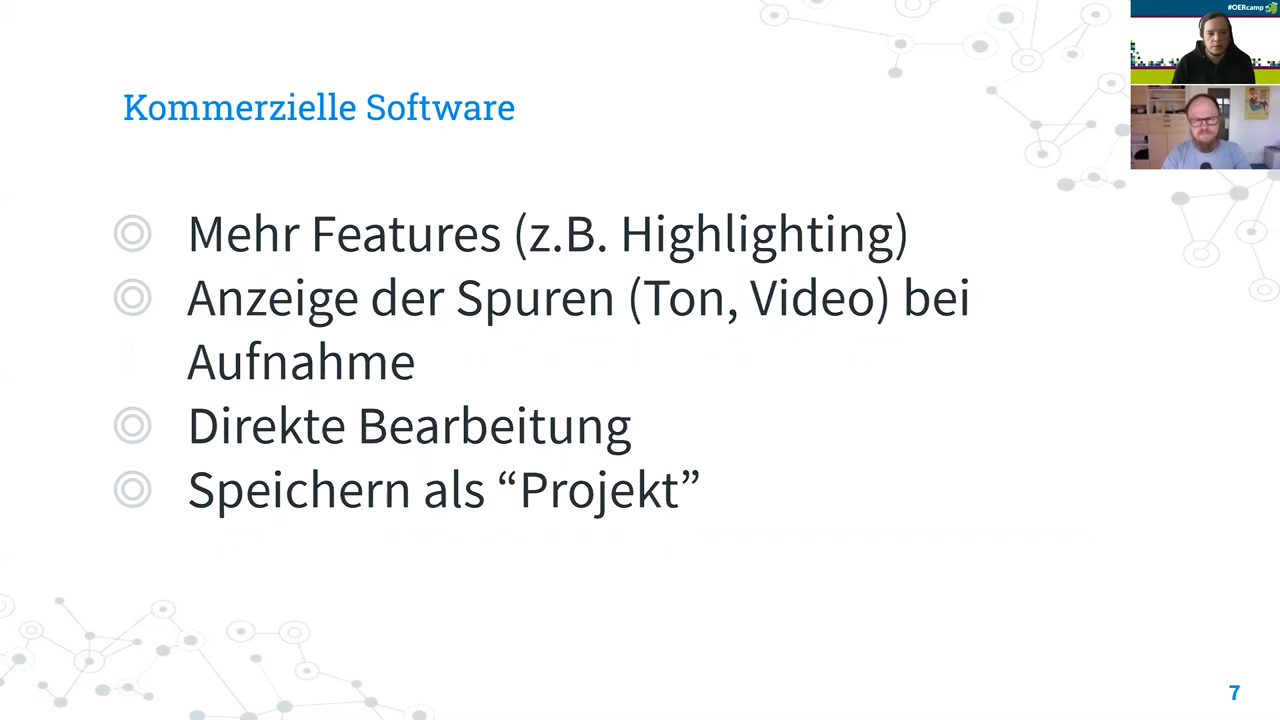 #OERcamp
Kommerzielle Software
Mehr Features (z.B. Highlighting)
Anzeige der Spuren (Ton, Video) bei
Aufnahme
Direkte Bearbeitung
Speichern als “Projekt”
7